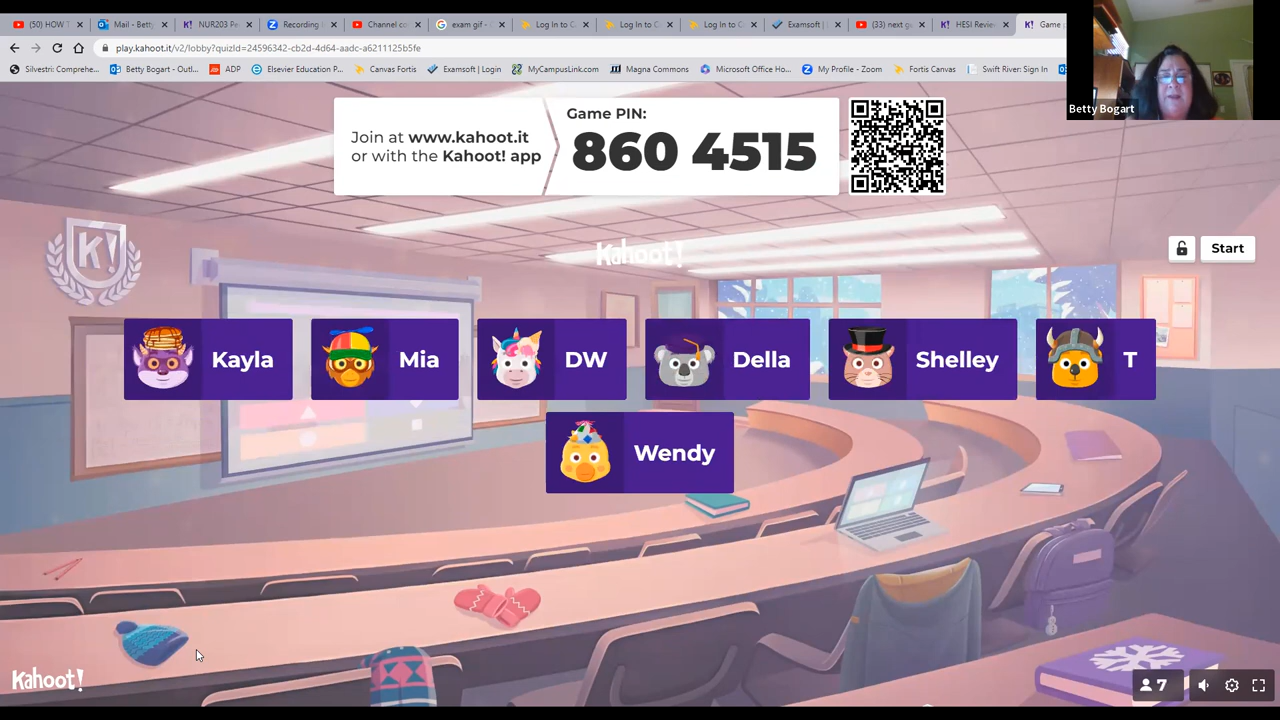 (50) HOW T
Mail - Betty
NUR203 Pe
Recording
Channel co
exam gif -
Log In to C
Log In to C
Log In to C
Examsoft |
(33) next g
HESI Revie
Game p
play.kahoot.it/v2/lobby?quizId=24596342-cb2d-4d64-aadc-a6211125b5fe
Silvestri: Comprehe...
Betty Bogart - Outl...
ADP
Elsevier Education P...
Canvas Fortis
Examsoft | Login
MyCampusLink.com
Magna Commons
Microsoft Office Ho...
My Profile - Zoom
Fortis Canvas
Swift River: Sign In
Betty Bogart
Join at www.kahoot.it
or with the Kahoot! app
Game PIN:
860 4515
K!
Kahoot!
Start
Kayla
Mia
DW
Della
Shelley
T
Wendy
Kahoot!
7